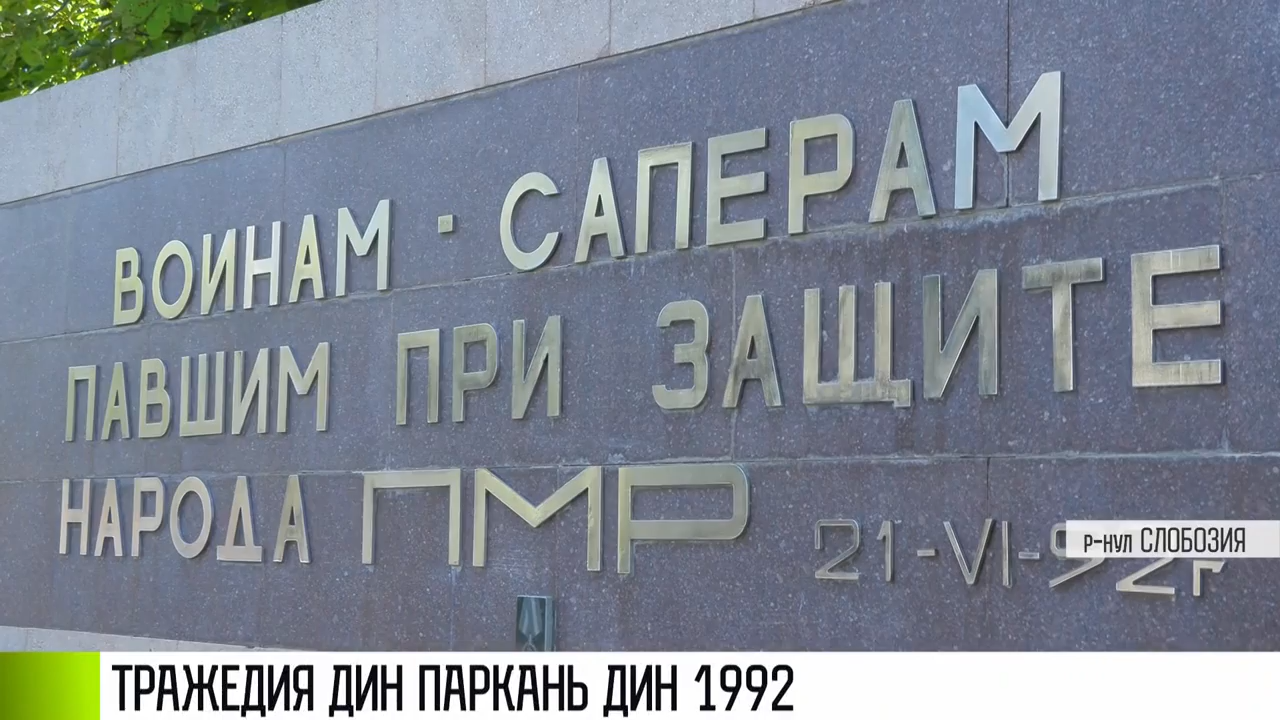 ВОИНАМ - САПЕРАМ
ПАВШИМ ПРИ ЗАЩИТЕ
НАРОДА ПМР 21-VI-92г
р-нул СЛОБОЗИЯ
ТРАЖЕДИЯ ДИН ПАРКАНЬ ДИН 1992